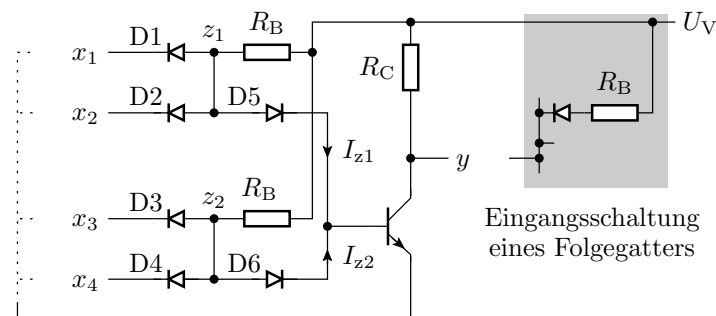 D1 z1 RB UV
x1
RC RB
D2 D5
x2
Iz1
y
D3 z2 RB
x3
Eingangsschaltung
eines Folgegatters
D4 D6 Iz2
x4